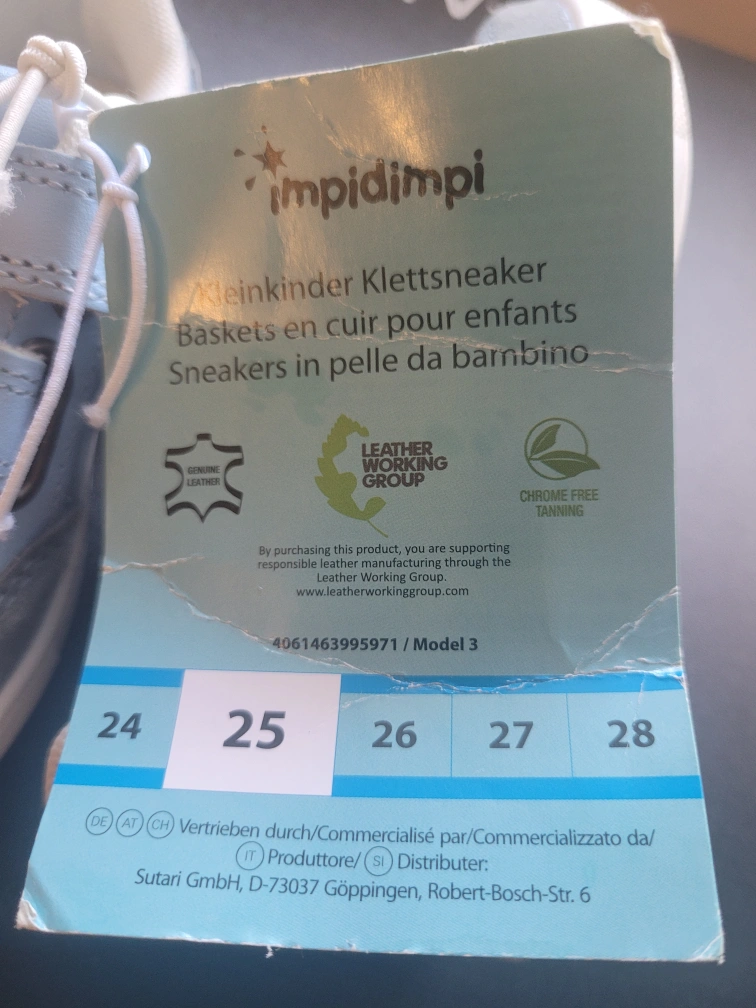 impidimpi
Kleinkinder Klettsneaker
Baskets en cuir pour enfants
Sneakers in pelle da bambino
GENUINE
LEATHER
LEATHER
WORKING
GROUP
CHROME FREE
TANNING
By purchasing this product, you are supporting
responsible leather manufacturing through the
Leather Working Group.
www.leatherworkinggroup.com
4061463995971 / Model 3
24 25 26 27 28
DE AT CH Vertrieben durch/Commercialisé par/Commercializzato da/
IT Produttore/ SI Distributer:
Sutari GmbH, D-73037 Göppingen, Robert-Bosch-Str. 6